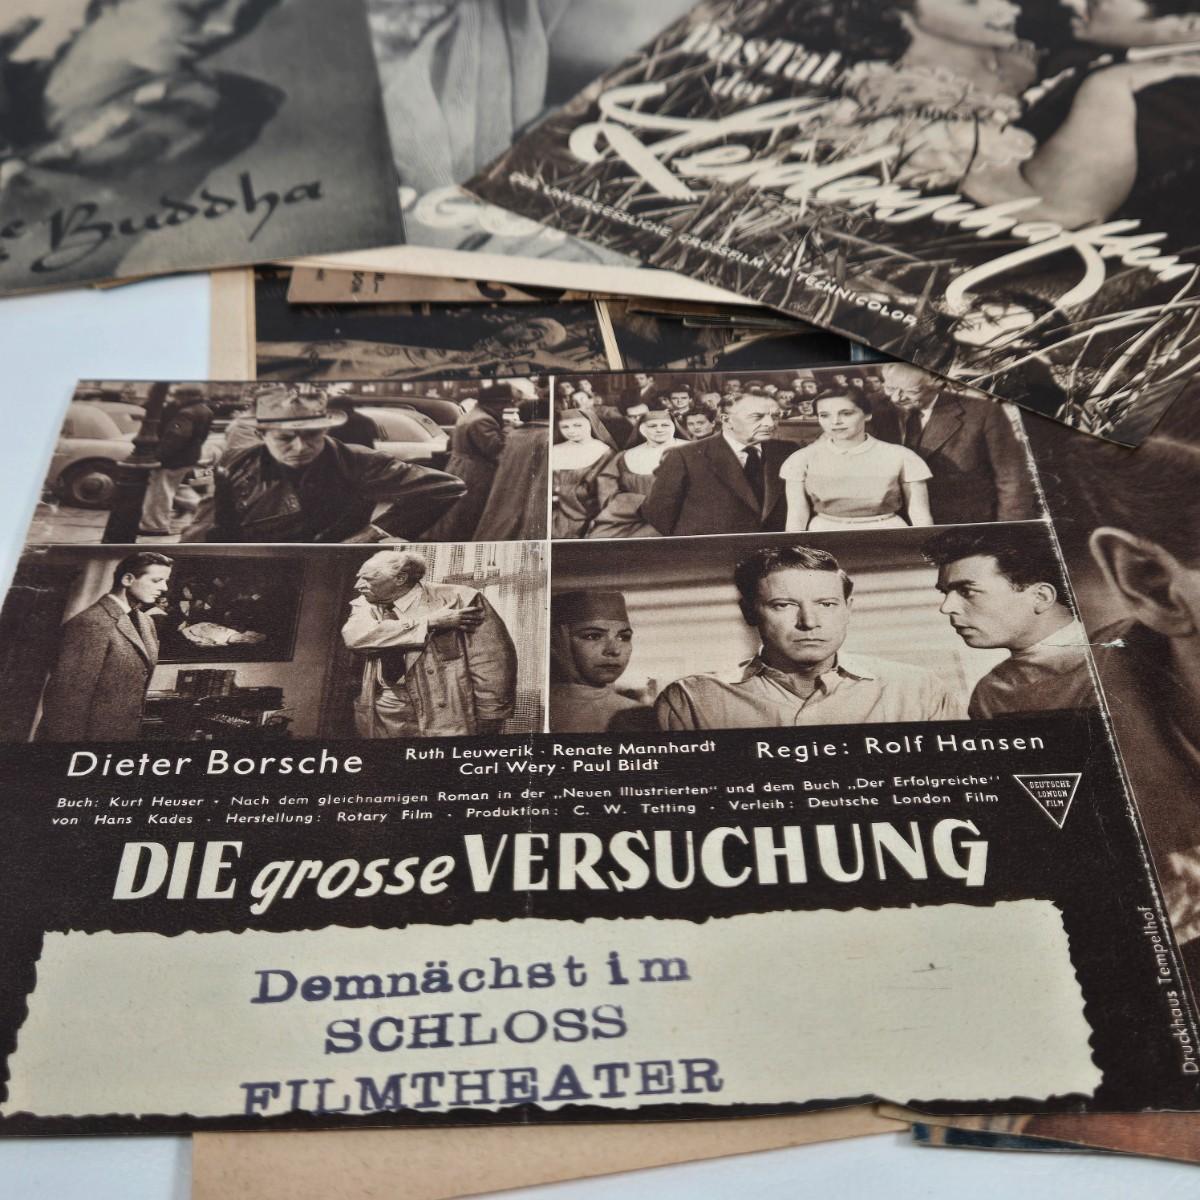 Buddha
Das Tal
der
Leidenschaften
DER UNVERGESSLICHE GROSSFILM IN TECHNICOLOR
Dieter Borsche
Ruth Leuwerik · Renate Mannhardt
Carl Wery · Paul Bildt
Regie: Rolf Hansen
Buch: Kurt Heuser · Nach dem gleichnamigen Roman in der „Neuen Illustrierten" und dem Buch „Der Erfolgreiche"
von Hans Kades · Herstellung: Rotary Film · Produktion: C. W. Tetting · Verleih: Deutsche London Film
DEUTSCHE
LONDON
FILM
DIE grosse VERSUCHUNG
Demnächst im
SCHLOSS
FILMTHEATER
Druckhaus Tempelhof